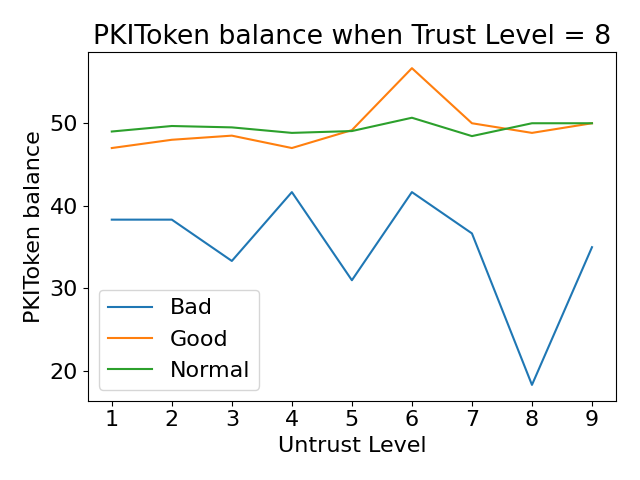 PKIToken balance when Trust Level = 8
PKIToken balance
50
40
30
20
Bad
Good
Normal
1 2 3 4 5 6 7 8 9
Untrust Level